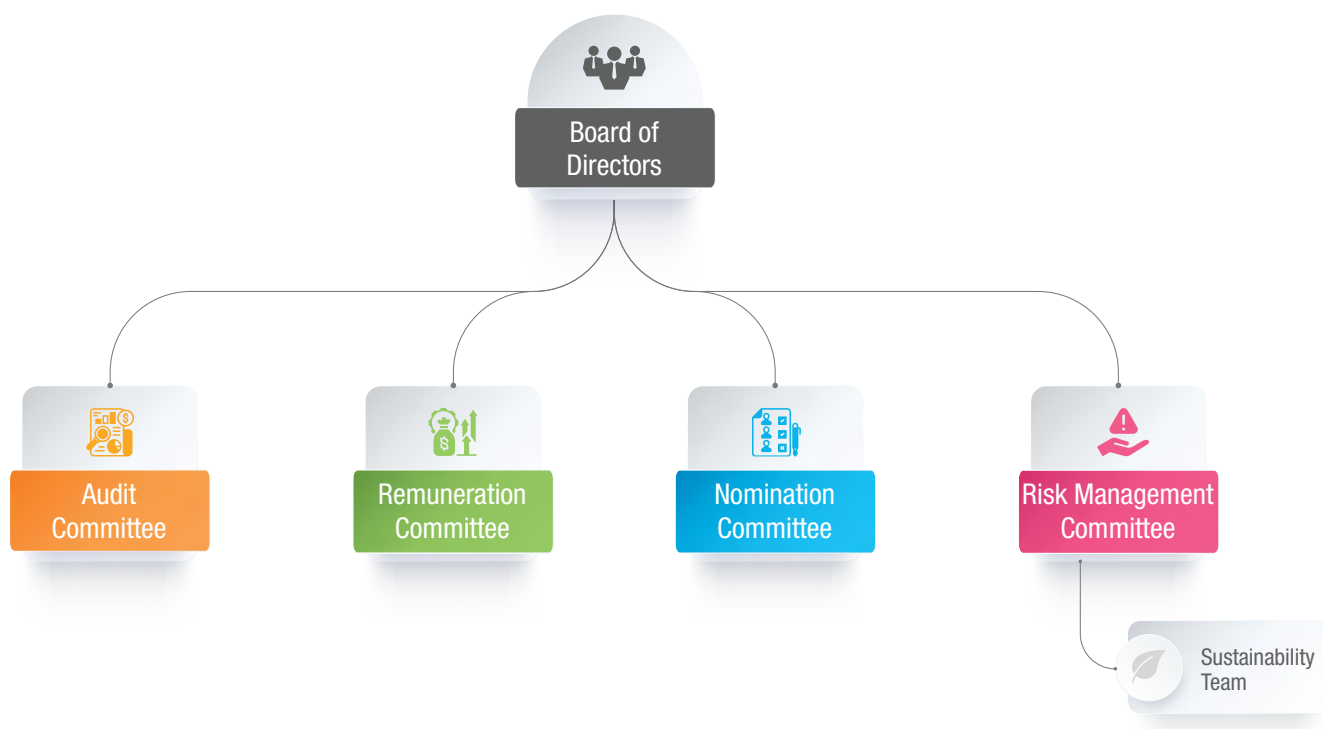 Board of
Directors
Audit
Committee
Remuneration
Committee
Nomination
Committee
Risk Management
Committee
Sustainability
Team